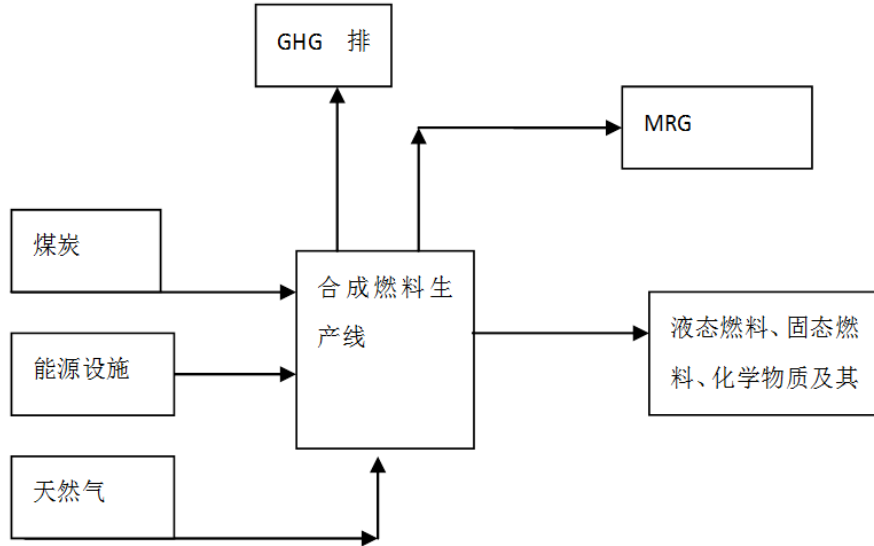 GHG 排
MRG
煤炭
合成燃料生
产线
液态燃料、固态燃
料、化学物质及其
能源设施
天然气